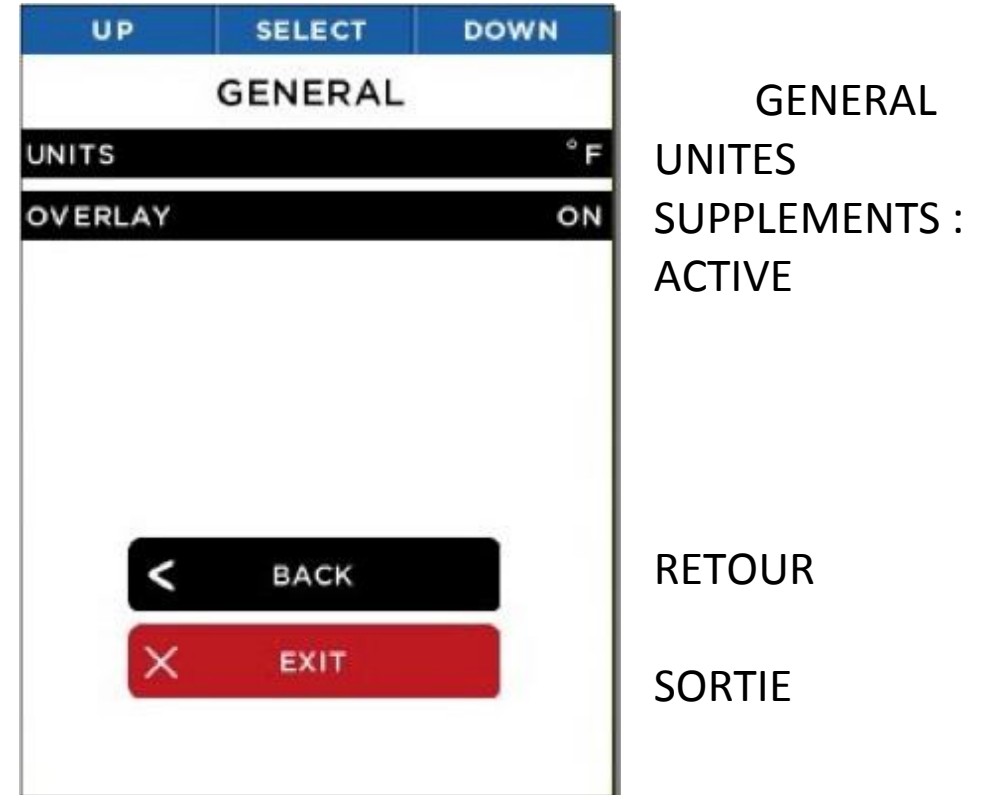 UP SELECT DOWN
GENERAL
UNITS °F
OVERLAY ON
< BACK
X EXIT
GENERAL
UNITES
SUPPLEMENTS :
ACTIVE
RETOUR
SORTIE